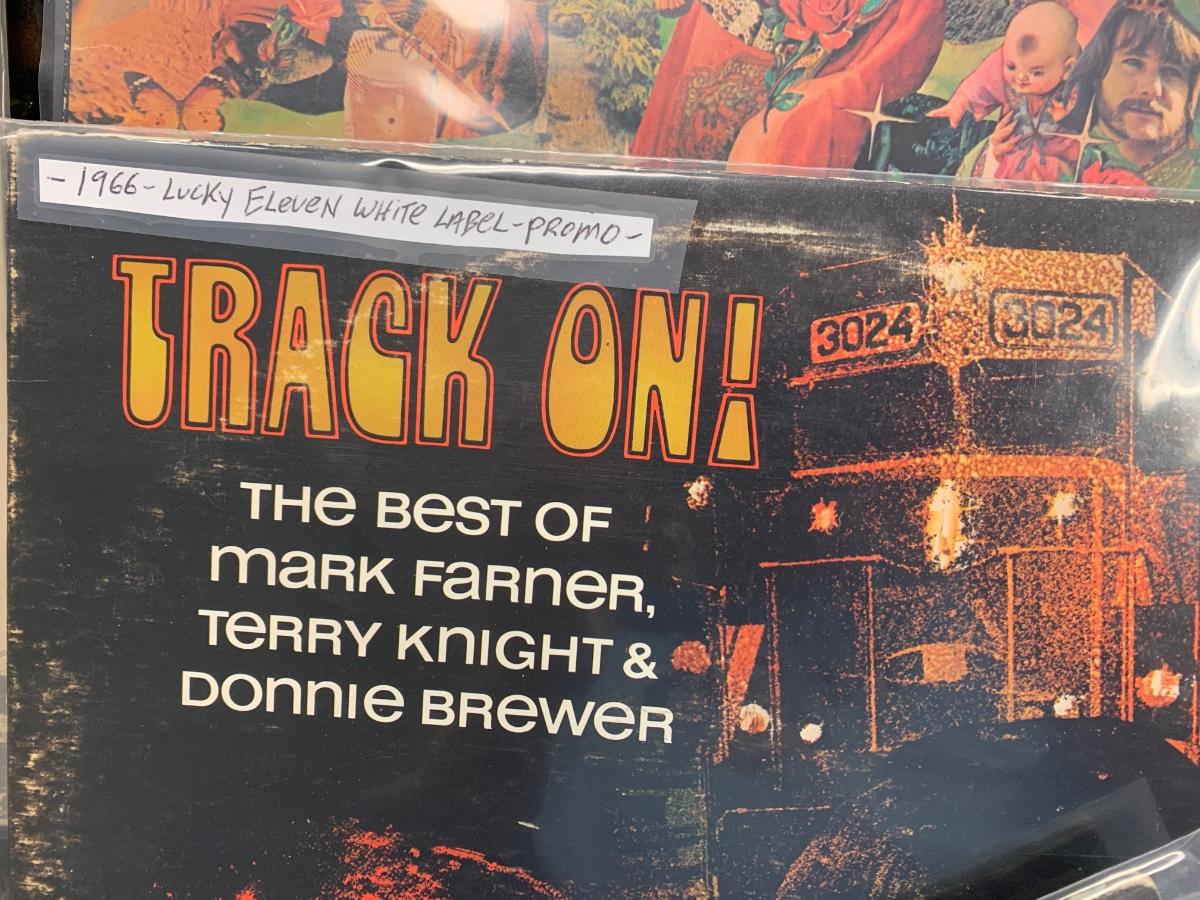 - 1966 - LUCKY ELEVEN WHITE LABEL - PROMO -
TRACK ON!
3024 3024
THE BEST OF
MARK FARNER,
TERRY KNIGHT &
DONNIE BREWER